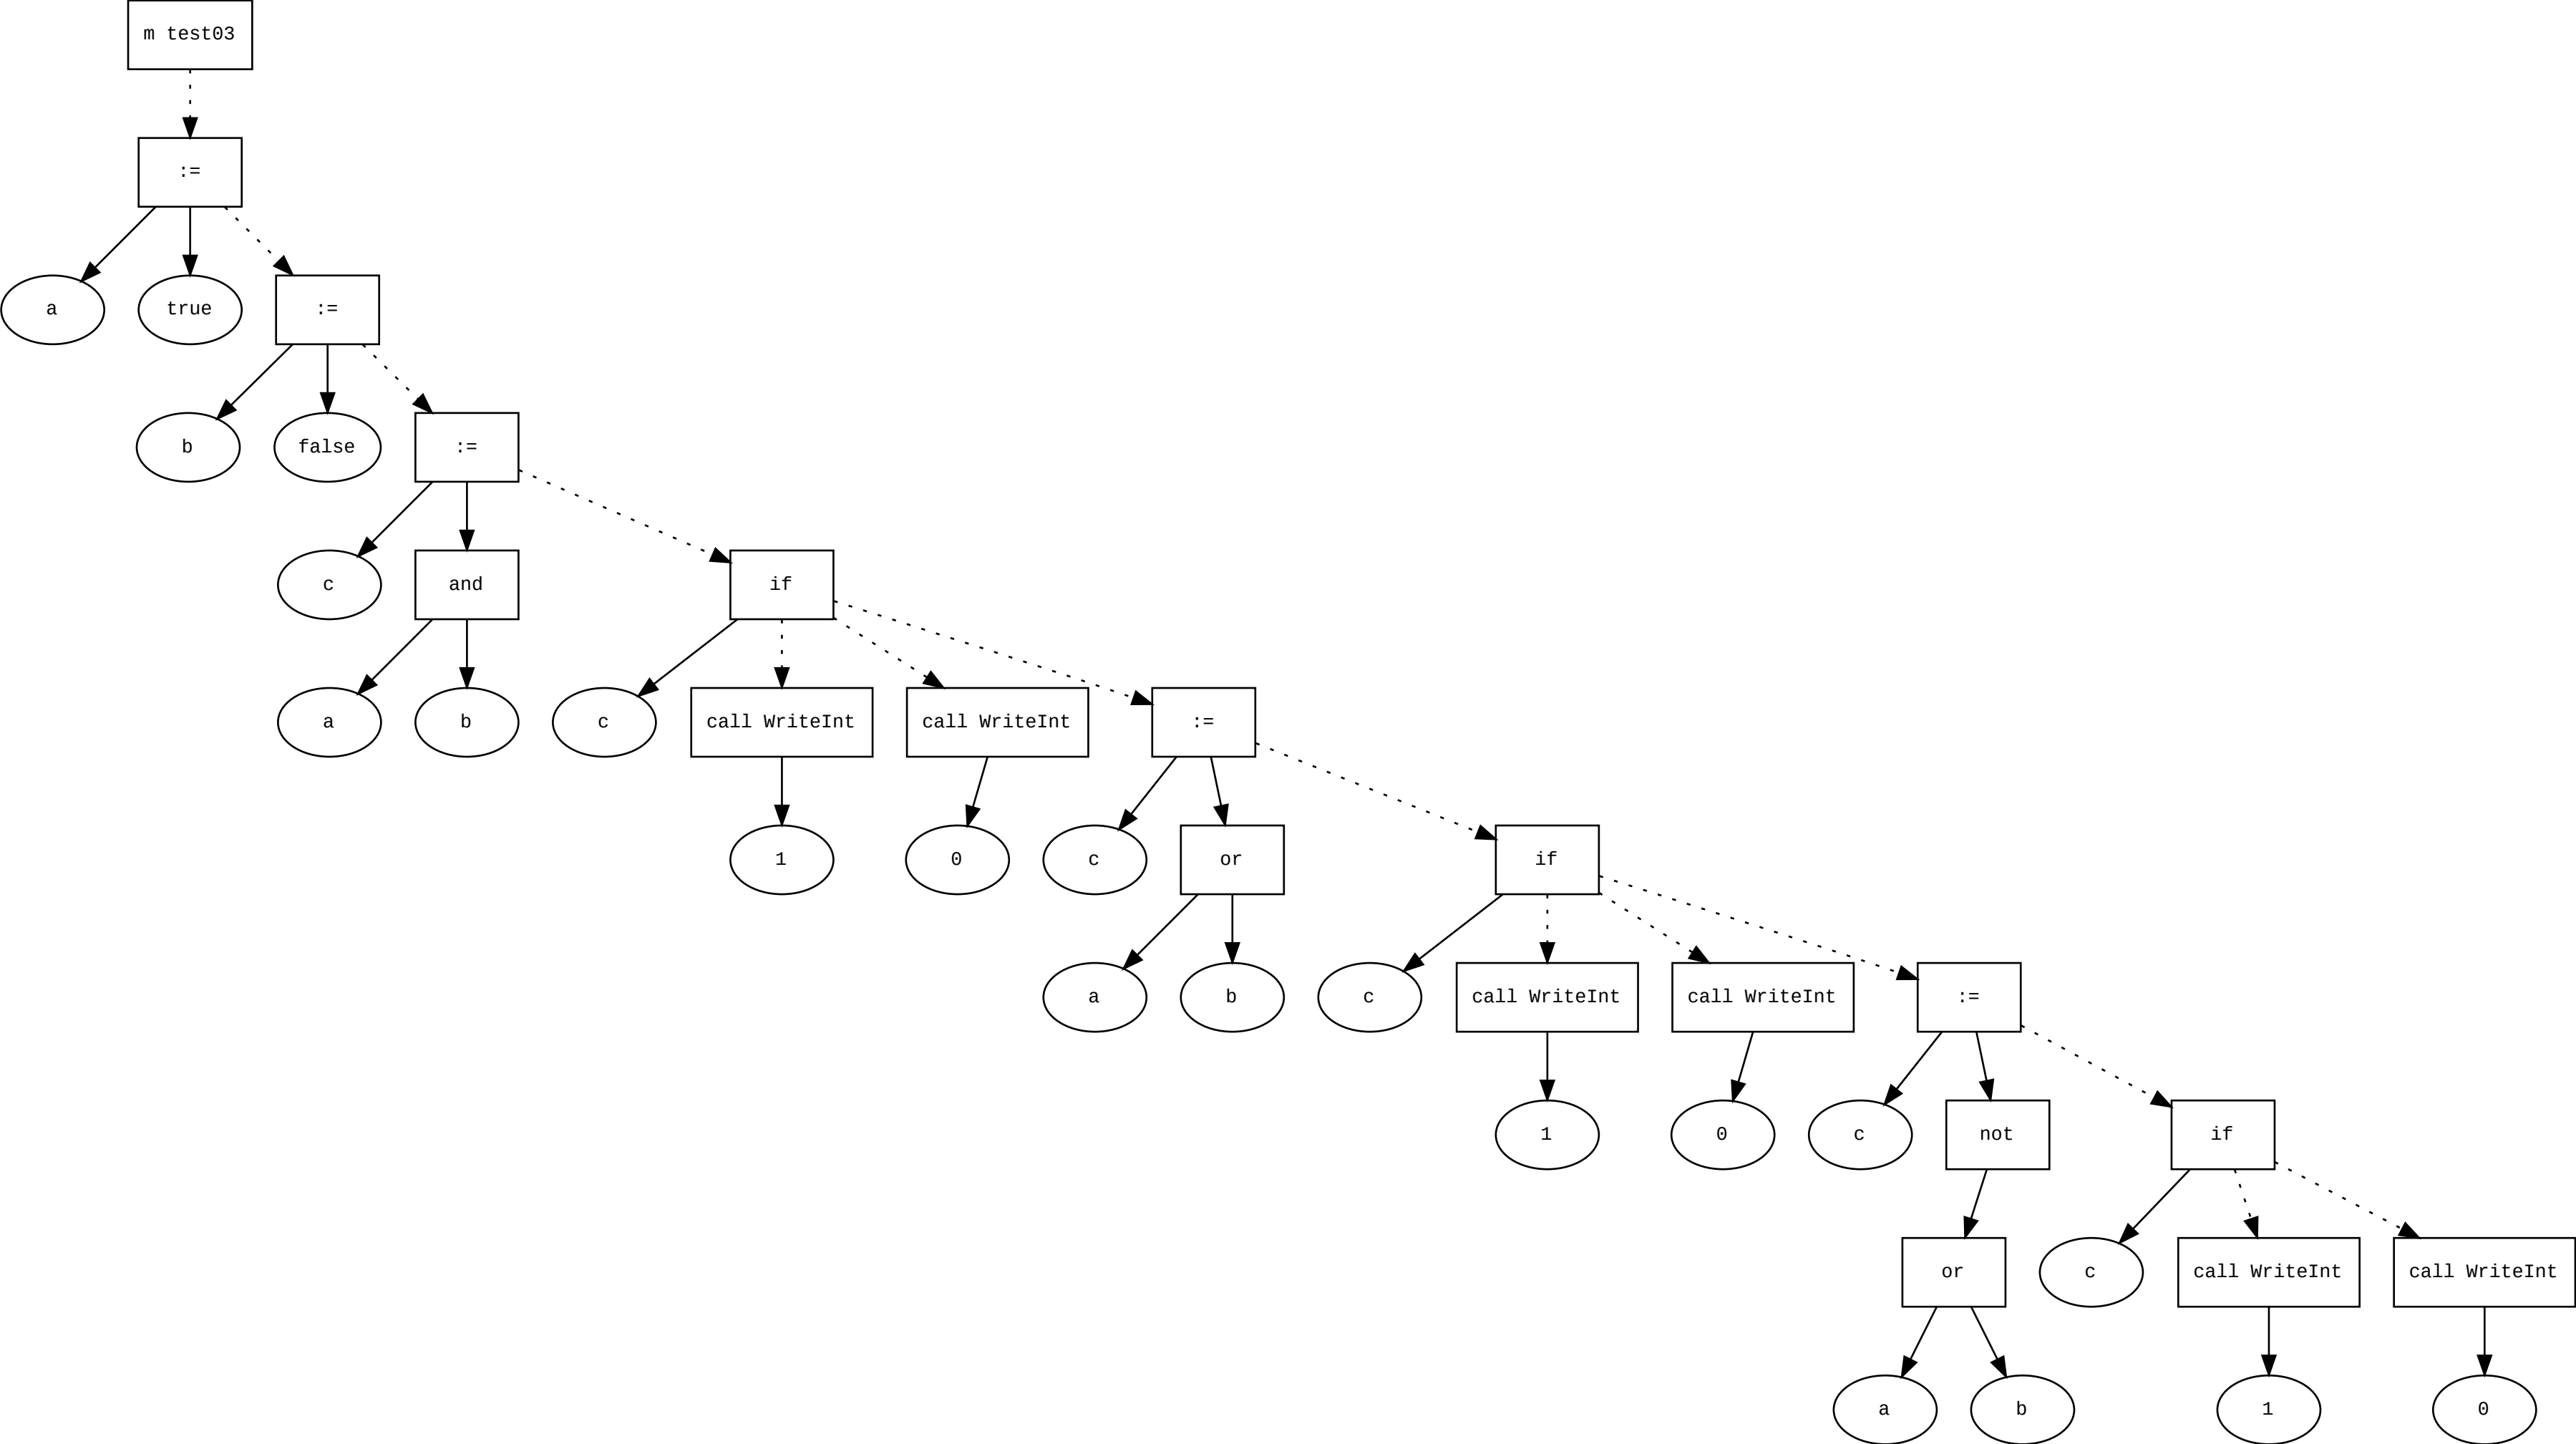 m test03
:=
a
true
:=
b
false
:=
c
and
if
a
b
c
call WriteInt
call WriteInt
:=
1
0
c
or
if
a
b
c
call WriteInt
call WriteInt
:=
1
0
c
not
if
or
c
call WriteInt
call WriteInt
a
b
1
0